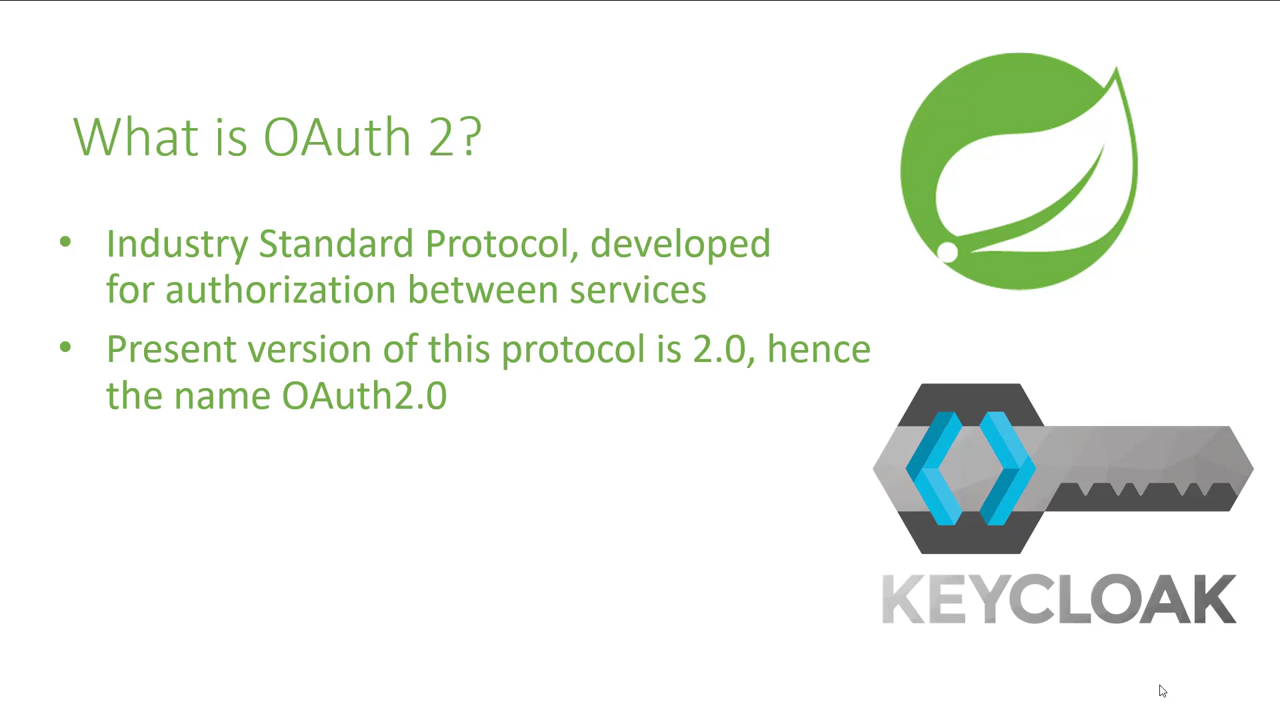 What is OAuth 2?
• Industry Standard Protocol, developed
for authorization between services
• Present version of this protocol is 2.0, hence
the name OAuth2.0
KEYCLOAK